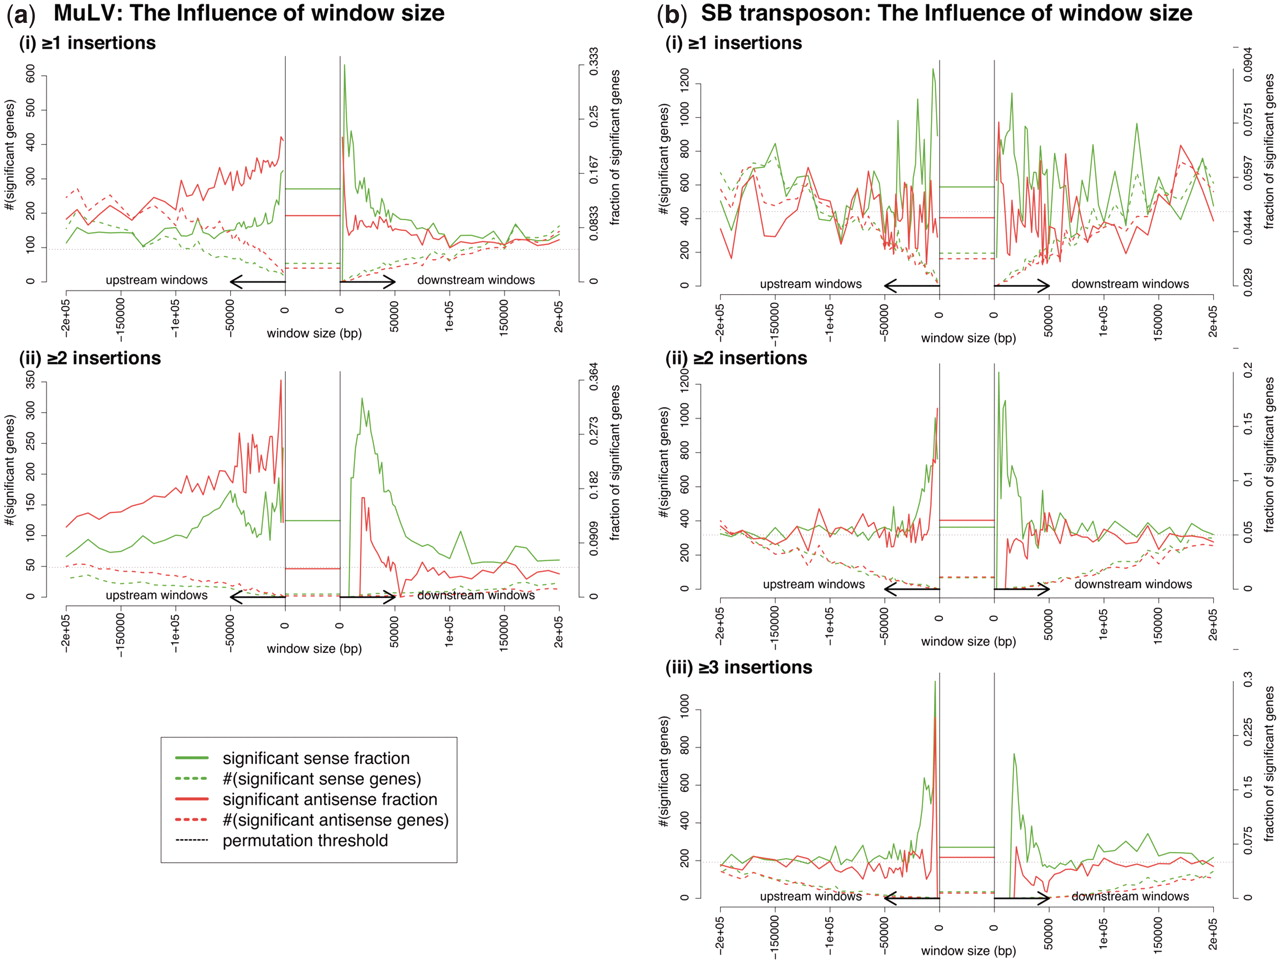 (a) MuLV: The Influence of window size
(i) ≥1 insertions
#(significant genes)
0 100 200 300 400 500 600
fraction of significant genes
0 0.0833 0.167 0.25 0.333
upstream windows
downstream windows
−2e+05 −150000 −1e+05 −50000 0 0 50000 1e+05 150000 2e+05
window size (bp)
(ii) ≥2 insertions
#(significant genes)
0 50 100 150 200 250 300 350
fraction of significant genes
0 0.0909 0.182 0.273 0.364
upstream windows
downstream windows
−2e+05 −150000 −1e+05 −50000 0 0 50000 1e+05 150000 2e+05
window size (bp)
significant sense fraction
#(significant sense genes)
significant antisense fraction
#(significant antisense genes)
permutation threshold
(b) SB transposon: The Influence of window size
(i) ≥1 insertions
#(significant genes)
0 200 400 600 800 1000 1200
fraction of significant genes
0.029 0.0444 0.0597 0.0751 0.0904
upstream windows
downstream windows
−2e+05 −150000 −1e+05 −50000 0 0 50000 1e+05 150000 2e+05
window size (bp)
(ii) ≥2 insertions
#(significant genes)
0 200 400 600 800 1000 1200
fraction of significant genes
0 0.05 0.1 0.15 0.2
upstream windows
downstream windows
−2e+05 −150000 −1e+05 −50000 0 0 50000 1e+05 150000 2e+05
window size (bp)
(iii) ≥3 insertions
#(significant genes)
0 200 400 600 800 1000
fraction of significant genes
0 0.075 0.15 0.225 0.3
upstream windows
downstream windows
−2e+05 −150000 −1e+05 −50000 0 0 50000 1e+05 150000 2e+05
window size (bp)